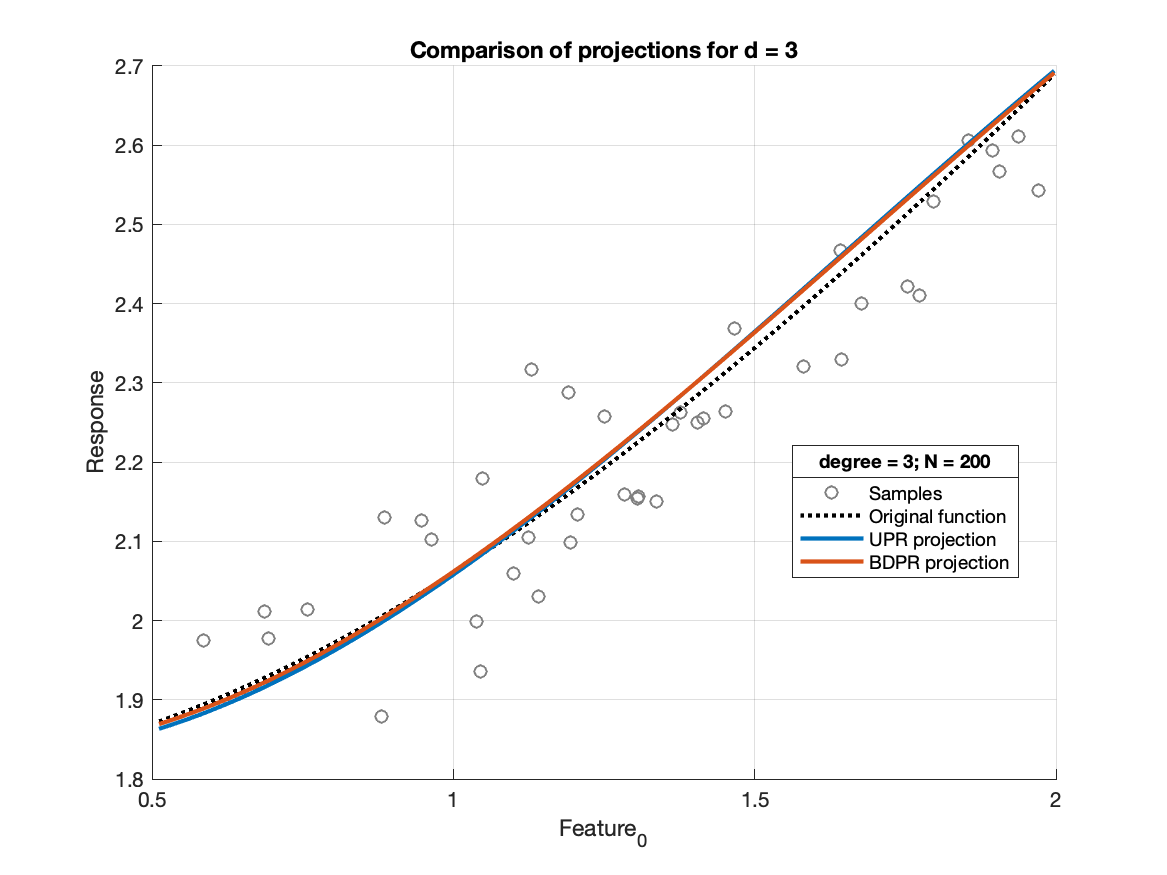 Comparison of projections for d = 3
2.7
2.6
2.5
2.4
2.3
2.2
2.1
2
1.9
1.8
Response
degree = 3; N = 200
Samples
Original function
UPR projection
BDPR projection
0.5 1 1.5 2
Feature0